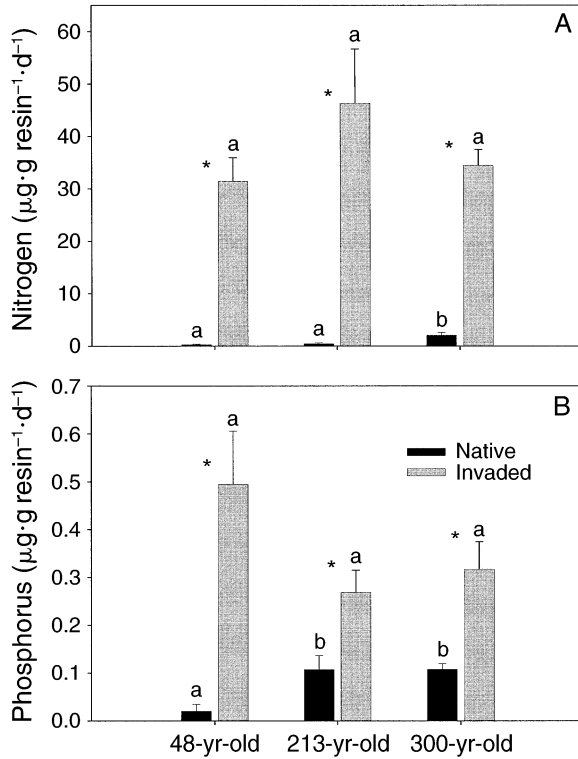 A
Nitrogen (µg·g resin⁻¹·d⁻¹)
60
50
40
30
20
10
0
a
* a
a
* a
b
* a
B
Phosphorus (µg·g resin⁻¹·d⁻¹)
0.7
0.6
0.5
0.4
0.3
0.2
0.1
0.0
a
* a
b
* a
b
* a
Native
Invaded
48-yr-old 213-yr-old 300-yr-old